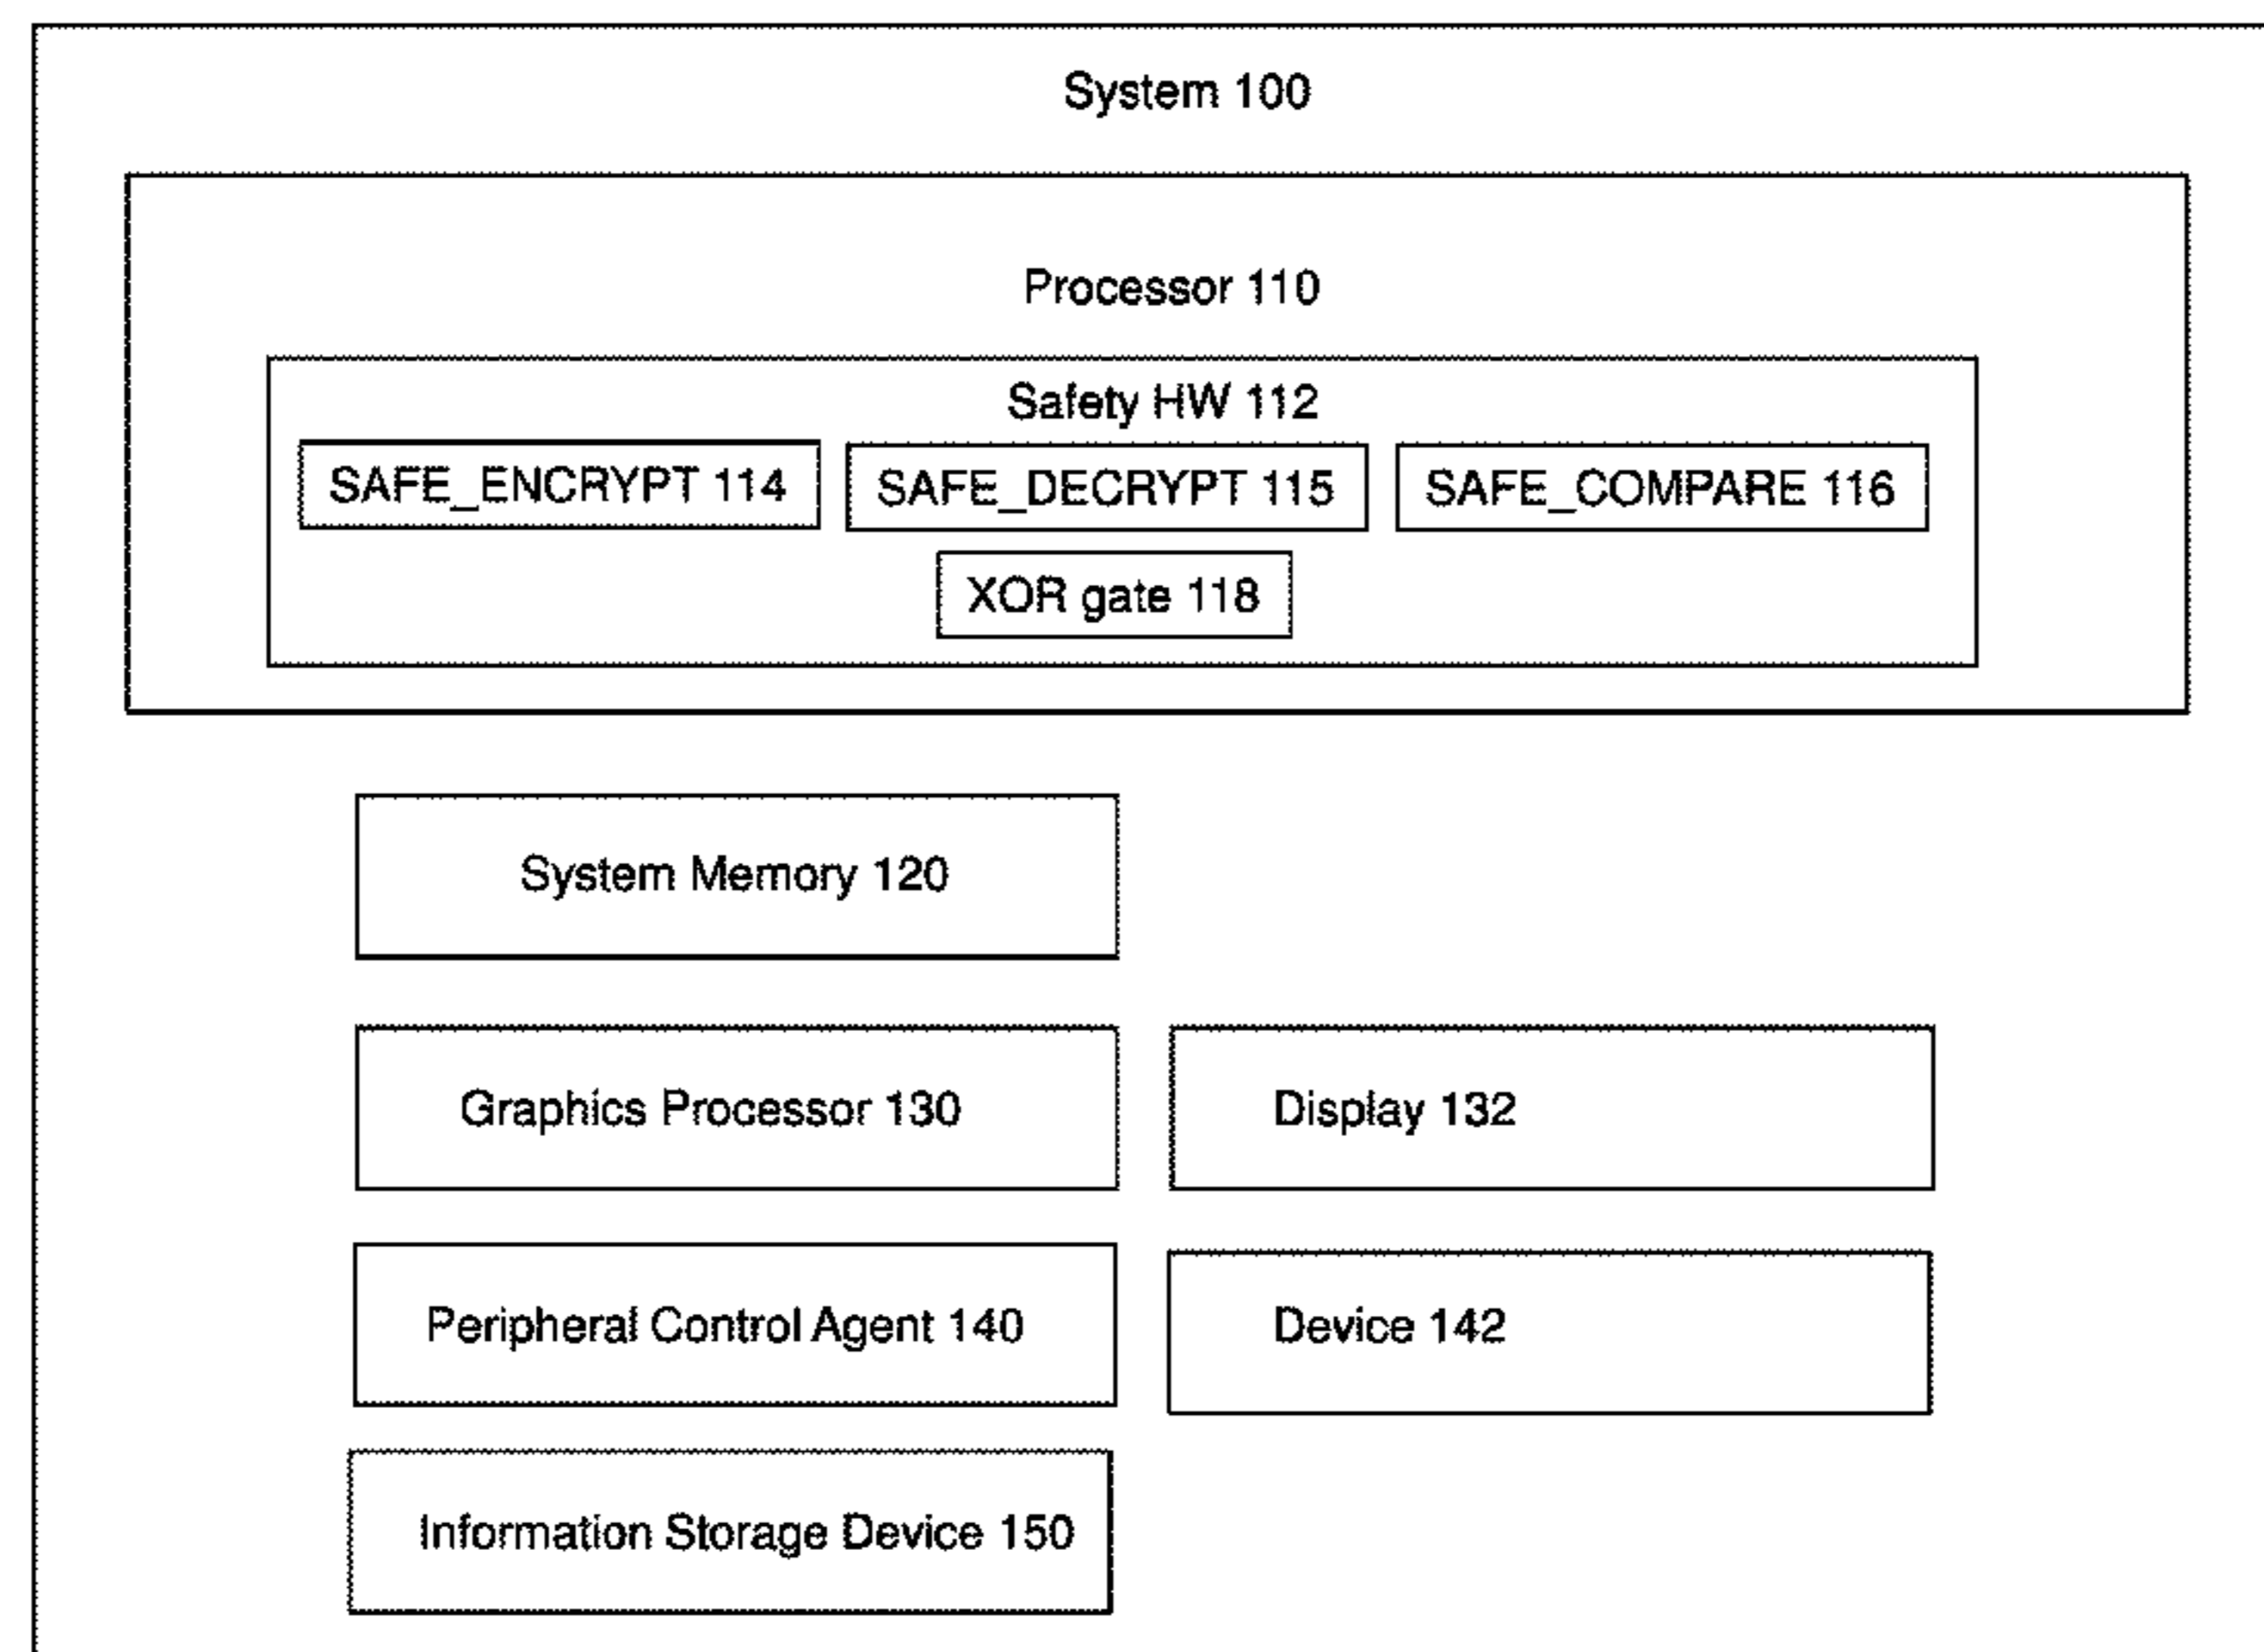 System 100
Processor 110
Safety HW 112
SAFE_ENCRYPT 114
SAFE_DECRYPT 115
SAFE_COMPARE 116
XOR gate 118
System Memory 120
Graphics Processor 130
Display 132
Peripheral Control Agent 140
Device 142
Information Storage Device 150